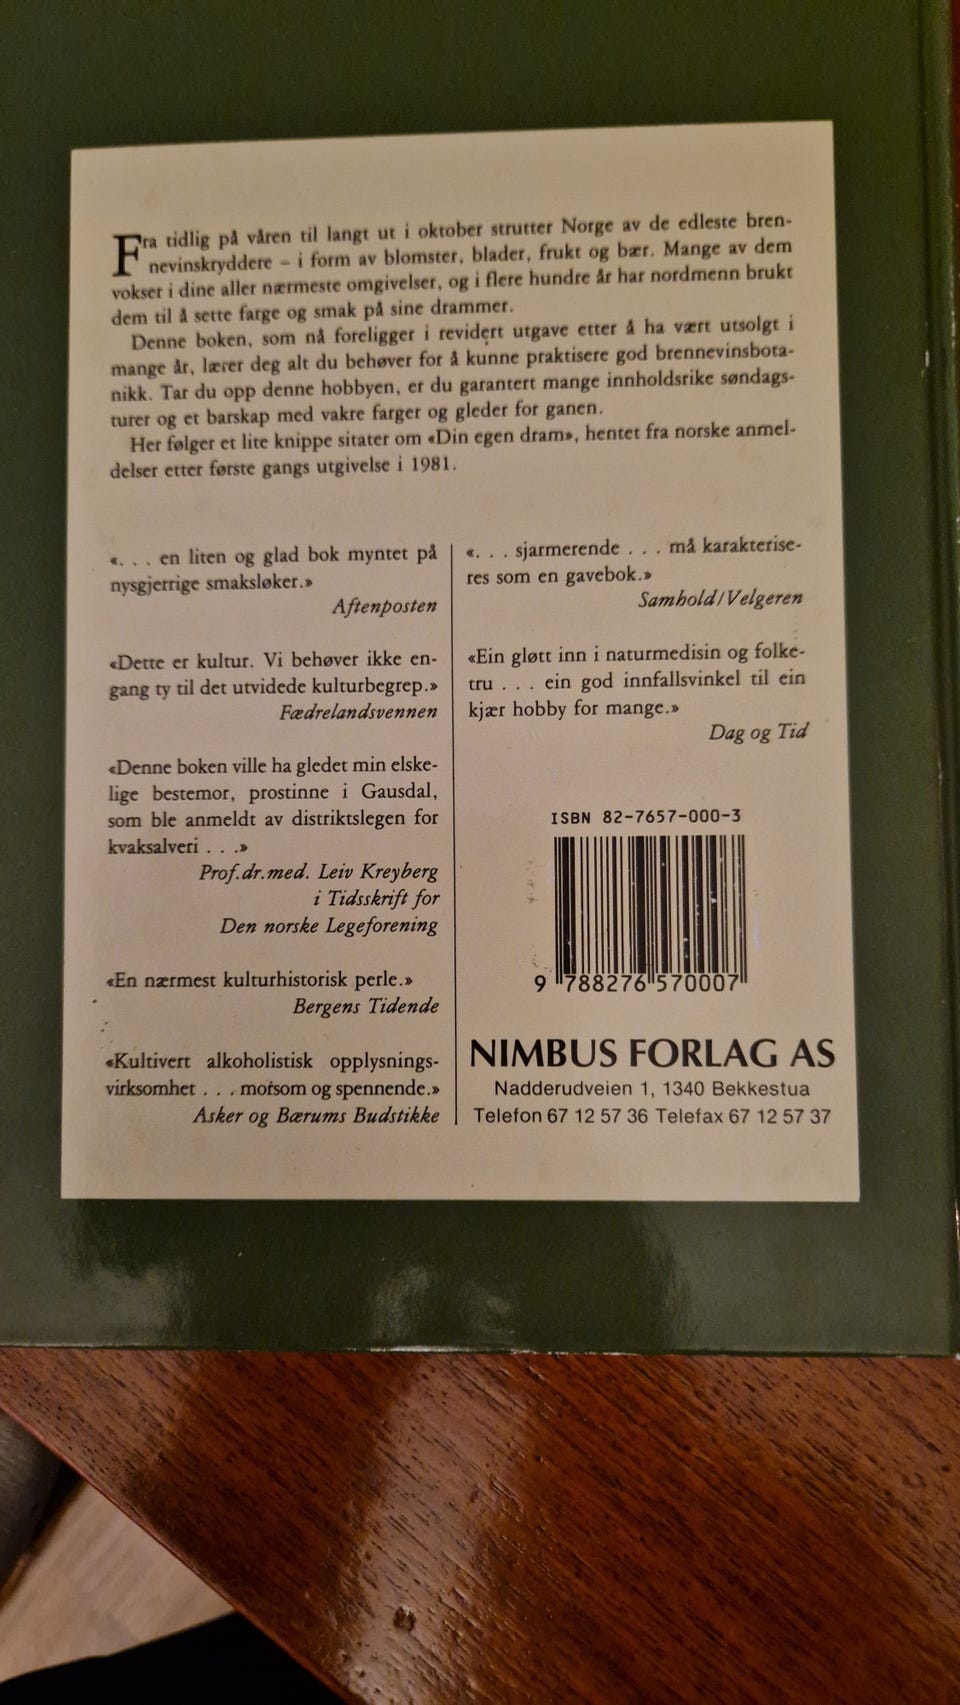 Fra tidlig på våren til langt ut i oktober strutter Norge av de edleste bren-
nevinskryddere – i form av blomster, blader, frukt og bær. Mange av dem
vokser i dine aller nærmeste omgivelser, og i flere hundre år har nordmenn brukt
dem til å sette farge og smak på sine drammer.
Denne boken, som nå foreligger i revidert utgave etter å ha vært utsolgt i
mange år, lærer deg alt du behøver for å kunne praktisere god brennevinsbota-
nikk. Tar du opp denne hobbyen, er du garantert mange innholdsrike søndags-
turer og et barskap med vakre farger og gleder for ganen.
Her følger et lite knippe sitater om «Din egen dram», hentet fra norske anmel-
delser etter første gangs utgivelse i 1981.
«. . . en liten og glad bok myntet på
nysgjerrige smaksløker.»
Aftenposten
«Dette er kultur. Vi behøver ikke en-
gang ty til det utvidede kulturbegrep.»
Fædrelandsvennen
«Denne boken ville ha gledet min elske-
lige bestemor, prostinne i Gausdal,
som ble anmeldt av distriktslegen for
kvaksalveri . . .»
Prof.dr.med. Leiv Kreyberg
i Tidsskrift for
Den norske Legeforening
«En nærmest kulturhistorisk perle.»
Bergens Tidende
«Kultivert alkoholistisk opplysnings-
virksomhet . . . morsom og spennende.»
Asker og Bærums Budstikke
«. . . sjarmerende . . . må karakterise-
res som en gavebok.»
Samhold/Velgeren
«Ein gløtt inn i naturmedisin og folke-
tru . . . ein god innfallsvinkel til ein
kjær hobby for mange.»
Dag og Tid
ISBN 82-7657-000-3
9 788276 570007
NIMBUS FORLAG AS
Nadderudveien 1, 1340 Bekkestua
Telefon 67 12 57 36 Telefax 67 12 57 37